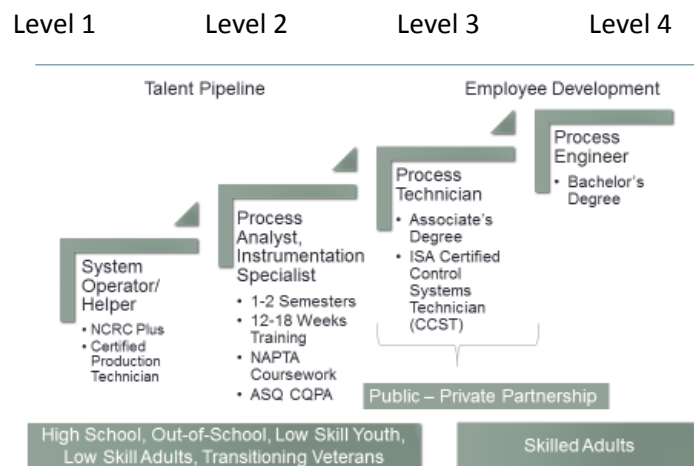 Level 1 Level 2 Level 3 Level 4
Talent Pipeline Employee Development
System
Operator/
Helper
• NCRC Plus
• Certified
Production
Technician
Process
Analyst,
Instrumentation
Specialist
• 1-2 Semesters
• 12-18 Weeks
Training
• NAPTA
Coursework
• ASQ CQPA
Process
Technician
• Associate's
Degree
• ISA Certified
Control
Systems
Technician
(CCST)
Process
Engineer
• Bachelor's
Degree
Public – Private Partnership
High School, Out-of-School, Low Skill Youth,
Low Skill Adults, Transitioning Veterans
Skilled Adults